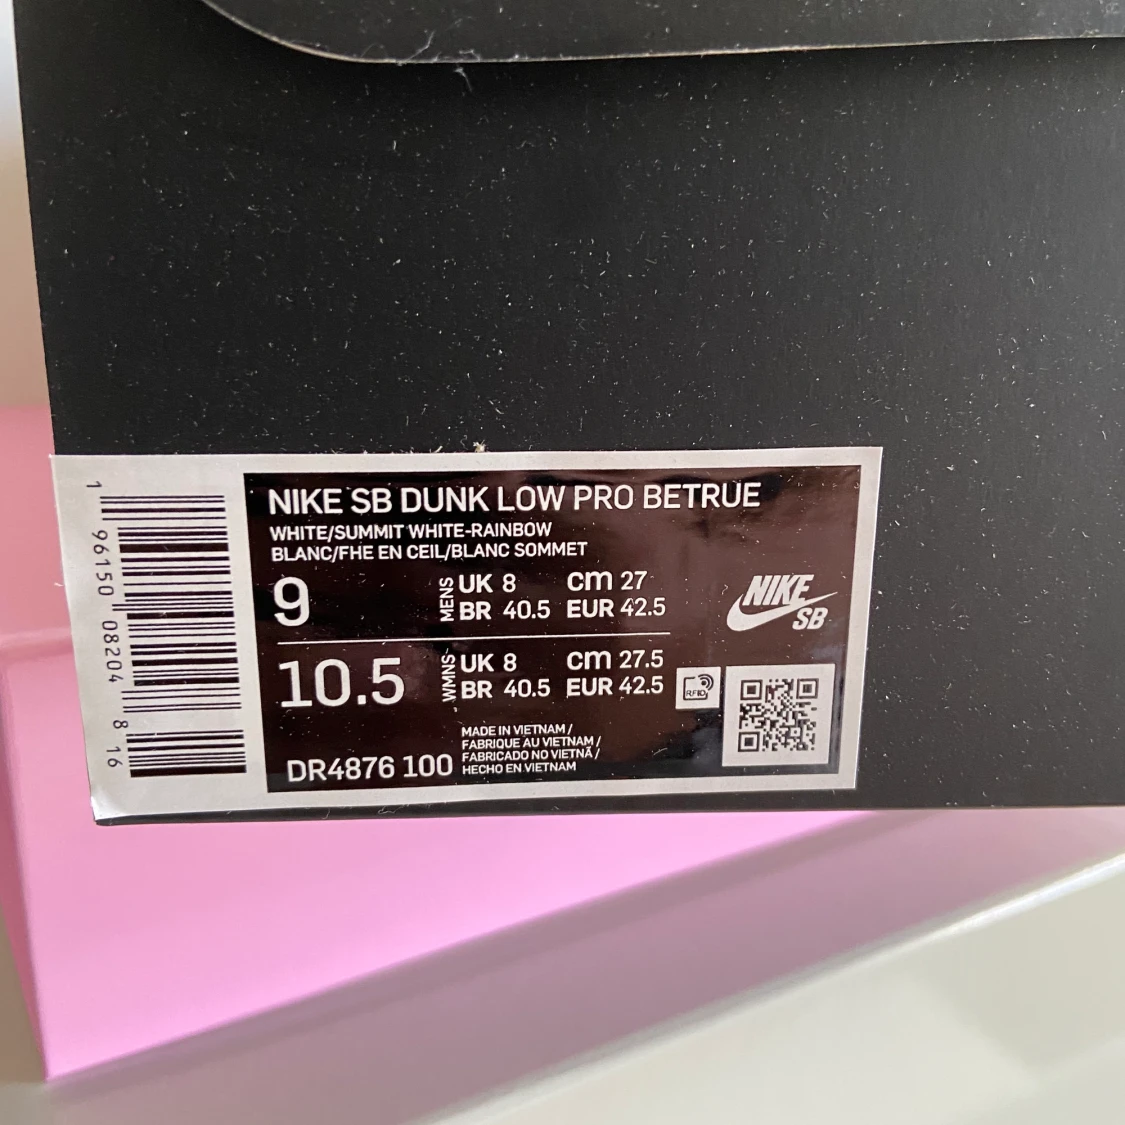 NIKE SB DUNK LOW PRO BETRUE
WHITE/SUMMIT WHITE-RAINBOW
BLANC/FHE EN CEIL/BLANC SOMMET
9
MENS
UK 8 cm 27
BR 40.5 EUR 42.5
10.5
WMNS
UK 8 cm 27.5
BR 40.5 EUR 42.5
DR4876 100
MADE IN VIETNAM /
FABRIQUE AU VIETNAM /
FABRICADO NO VIETNÃ /
HECHO EN VIETNAM
NIKE
SB
RFID
1 96150 08204 8 16